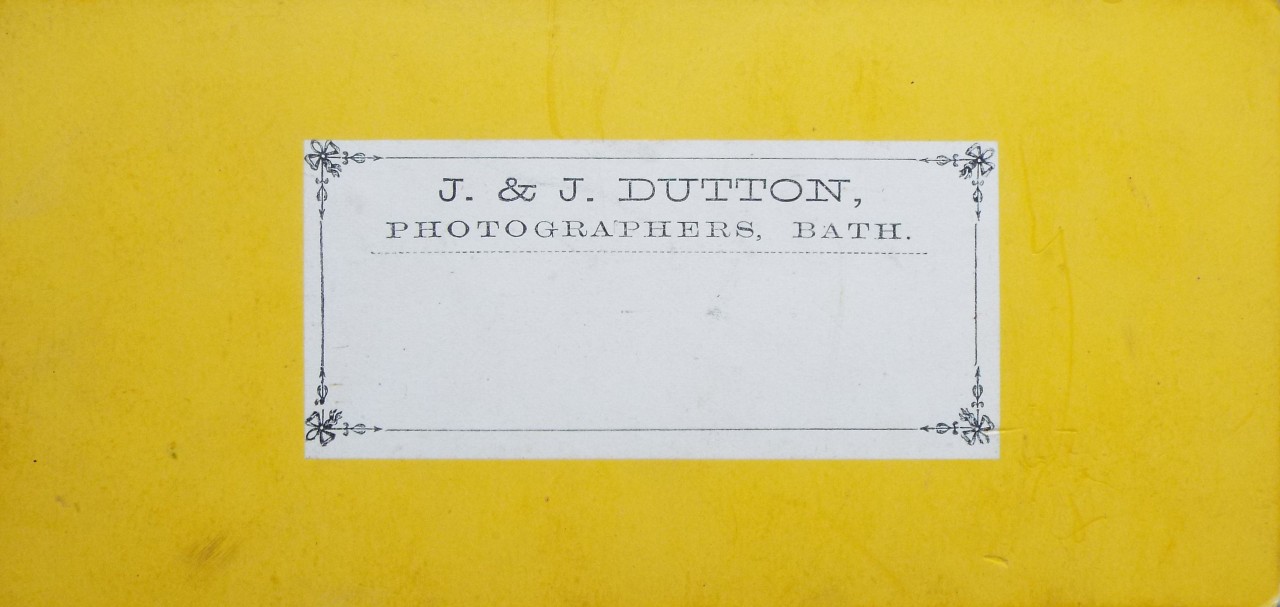 J. & J. DUTTON,
PHOTOGRAPHERS, BATH.